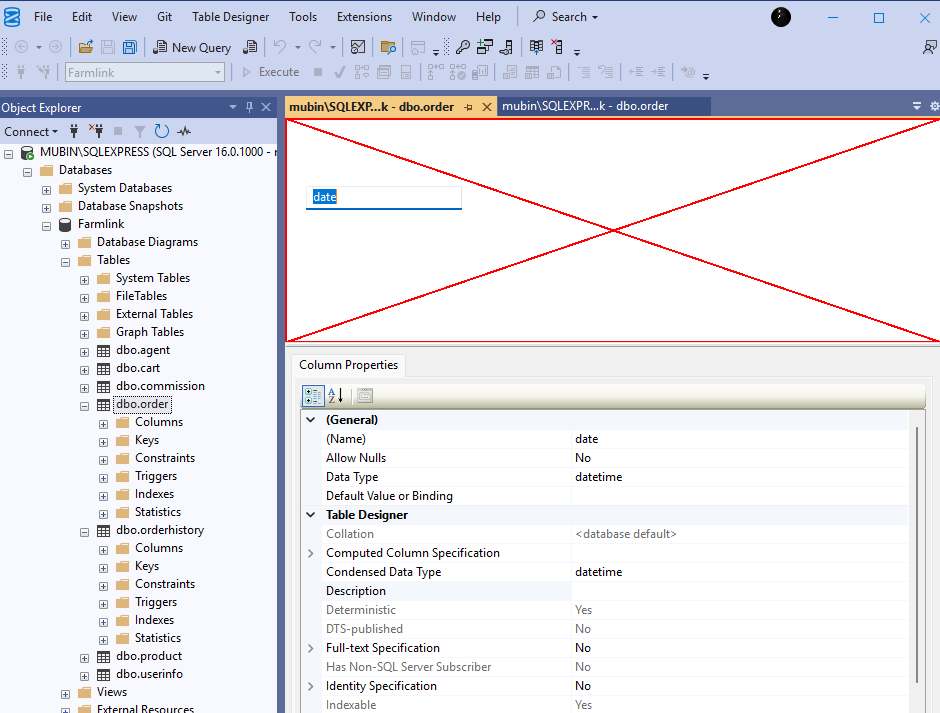 File Edit View Git Table Designer Tools Extensions Window Help Search
New Query
Farmlink Execute
Object Explorer
mubin\SQLEXP...k - dbo.order mubin\SQLEXPR...k - dbo.order
Connect
MUBIN\SQLEXPRESS (SQL Server 16.0.1000 -
Databases
System Databases
Database Snapshots
Farmlink
Database Diagrams
Tables
System Tables
FileTables
External Tables
Graph Tables
dbo.agent
dbo.cart
dbo.commission
dbo.order
Columns
Keys
Constraints
Triggers
Indexes
Statistics
dbo.orderhistory
Columns
Keys
Constraints
Triggers
Indexes
Statistics
dbo.product
dbo.userinfo
Views
External Resources
date
Column Properties
(General)
(Name) date
Allow Nulls No
Data Type datetime
Default Value or Binding
Table Designer
Collation <database default>
Computed Column Specification
Condensed Data Type datetime
Description
Deterministic Yes
DTS-published No
Full-text Specification No
Has Non-SQL Server Subscriber No
Identity Specification No
Indexable Yes